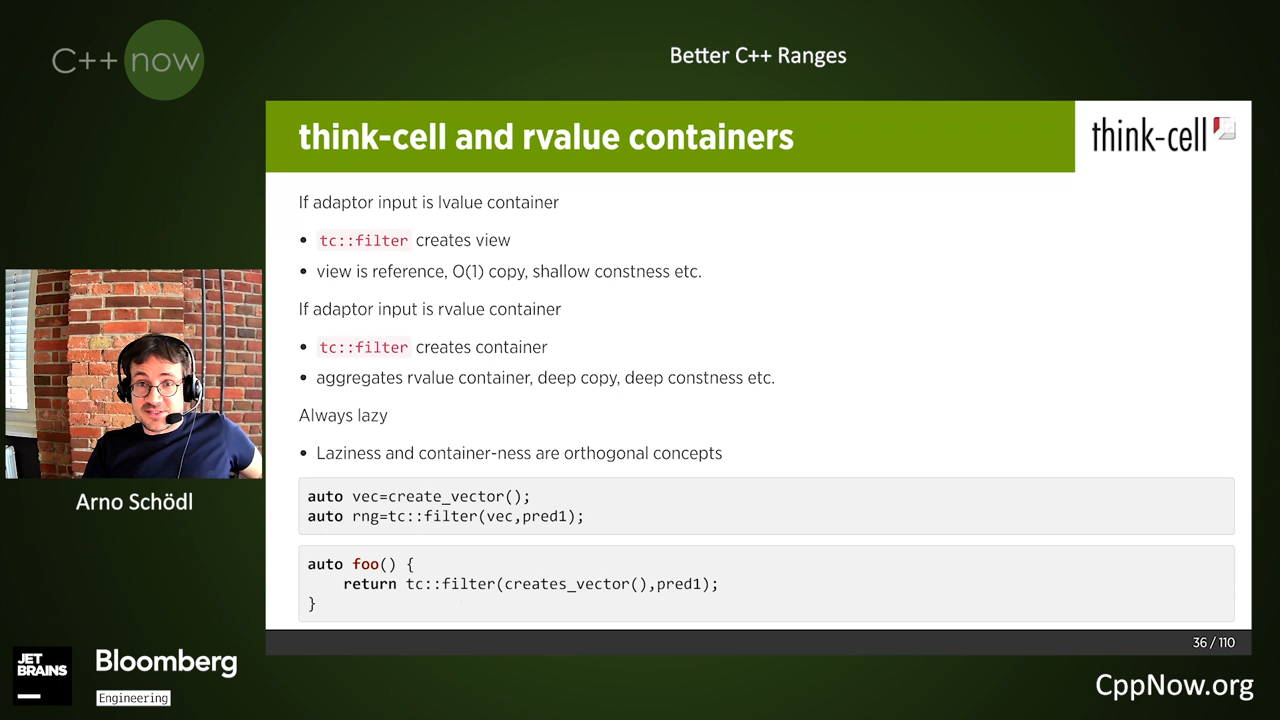 C++ now
Better C++ Ranges
think-cell and rvalue containers
think-cell
If adaptor input is lvalue container
• tc::filter creates view
• view is reference, O(1) copy, shallow constness etc.
If adaptor input is rvalue container
• tc::filter creates container
• aggregates rvalue container, deep copy, deep constness etc.
Always lazy
• Laziness and container-ness are orthogonal concepts
auto vec=create_vector();
auto rng=tc::filter(vec,pred1);
auto foo() {
return tc::filter(creates_vector(),pred1);
}
36 / 110
Arno Schödl
JET
BRAINS
Bloomberg
Engineering
CppNow.org